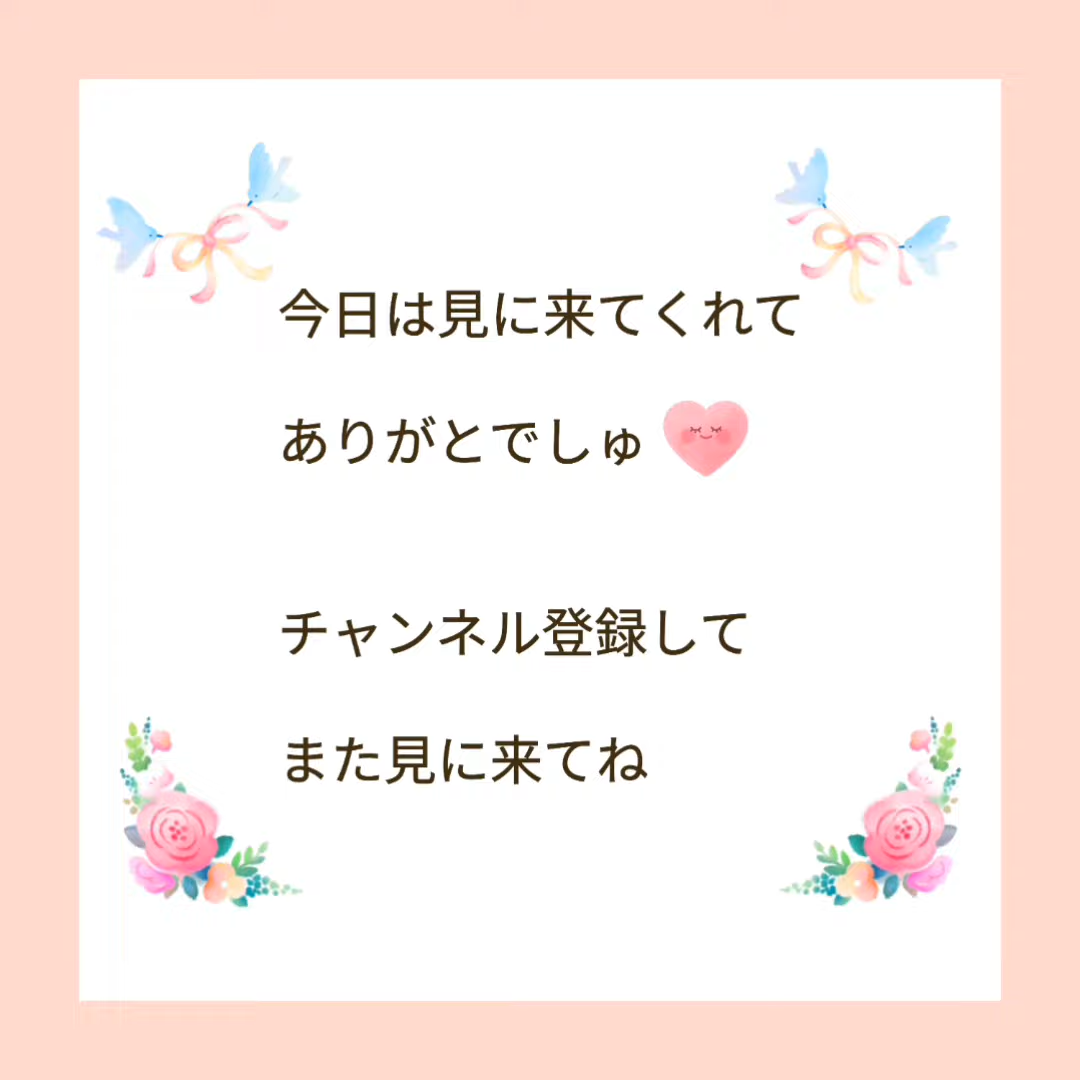 今日は見に来てくれて
ありがとでしゅ
チャンネル登録して
また見に来てね